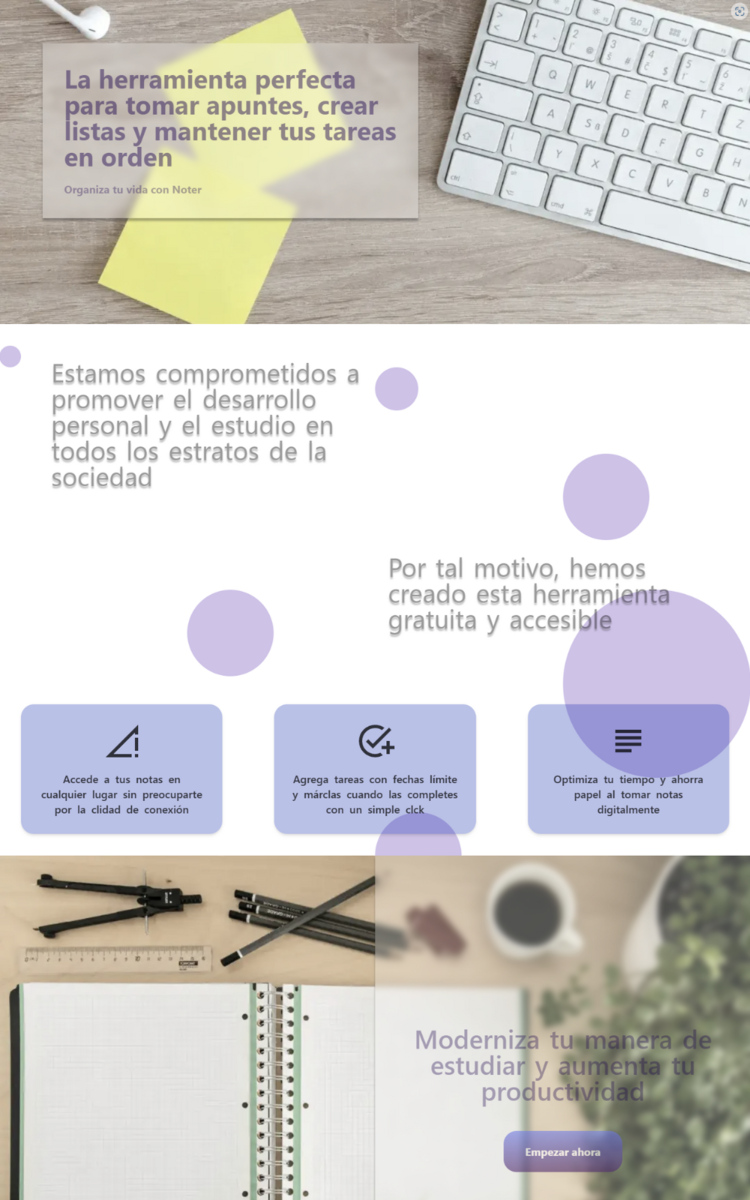 La herramienta perfecta
para tomar apuntes, crear
listas y mantener tus tareas
en orden
Organiza tu vida con Noter
Estamos comprometidos a
promover el desarrollo
personal y el estudio en
todos los estratos de la
sociedad
Por tal motivo, hemos
creado esta herramienta
gratuita y accesible
Accede a tus notas en
cualquier lugar sin preocuparte
por la clidad de conexión
Agrega tareas con fechas límite
y márclas cuando las completes
con un simple clck
Optimiza tu tiempo y ahorra
papel al tomar notas
digitalmente
Moderniza tu manera de
estudiar y aumenta tu
productividad
Empezar ahora